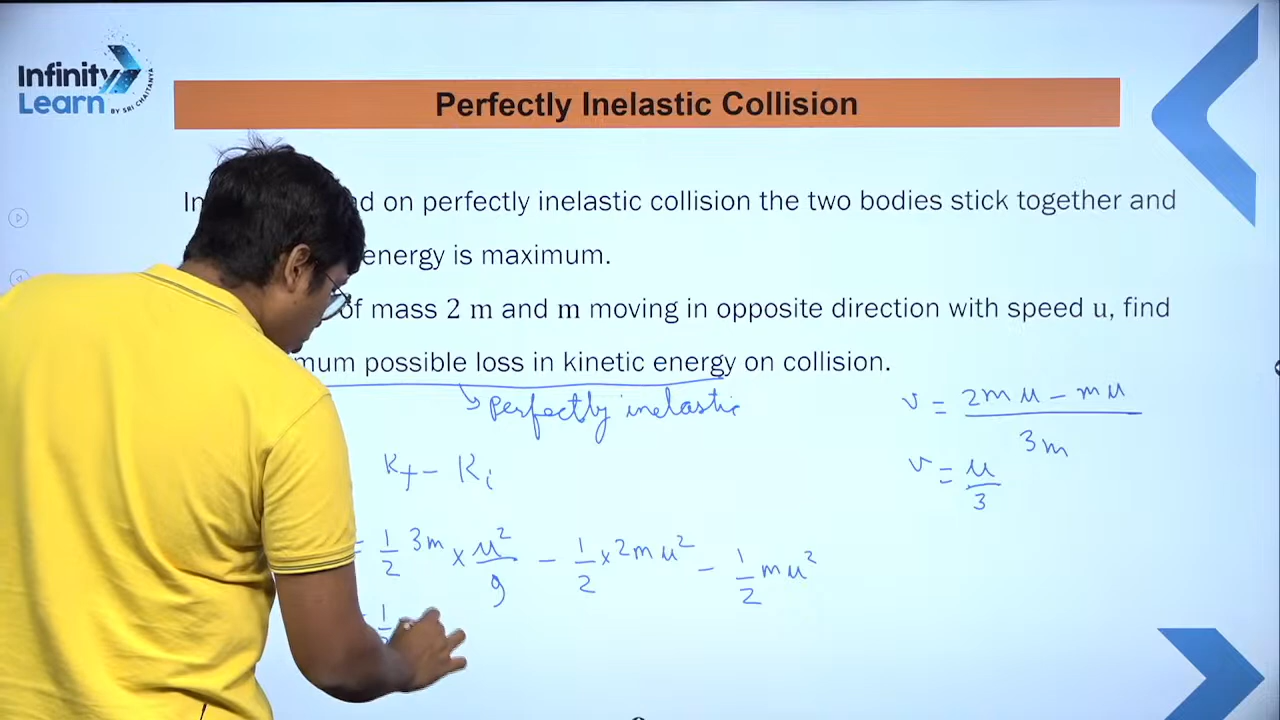 Infinity
Learn
BY SRI CHAITANYA
Perfectly Inelastic Collision
In nd on perfectly inelastic collision the two bodies stick together and
energy is maximum.
of mass 2 m and m moving in opposite direction with speed u, find
mum possible loss in kinetic energy on collision.
↳ perfectly inelastic
v = (2mu - mu) / 3m
v = u/3
Kf - Ki
= 1/2 3m × u²/9 - 1/2 × 2mu² - 1/2 mu²